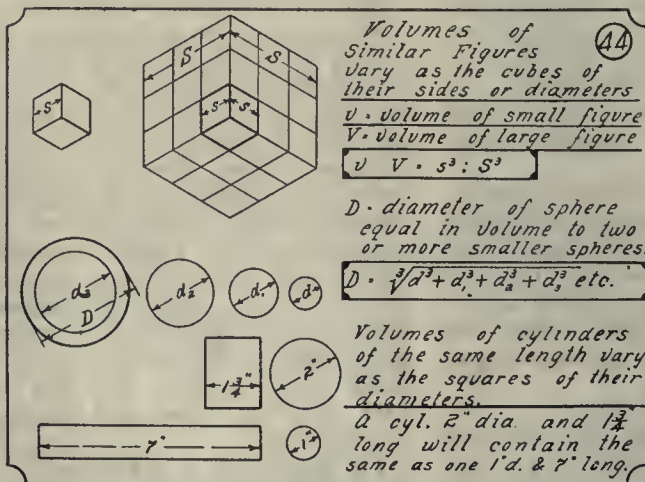 Volumes of
Similar Figures
Vary as the cubes of
their sides or diameters
44
v = volume of small figure
V = volume of large figure
v V = s³ : S³
D = diameter of sphere
equal in volume to two
or more smaller spheres.
D = ∛d³ + d₁³ + d₂³ + d₃³ etc.
Volumes of cylinders
of the same length vary
as the squares of their
diameters.
A cyl. 2" dia. and 1¾
long will contain the
same as one 1"d. & 7" long.
S S
s
s s
d₃ D
d₂
d₁
d
1¾"
2"
7"
1"